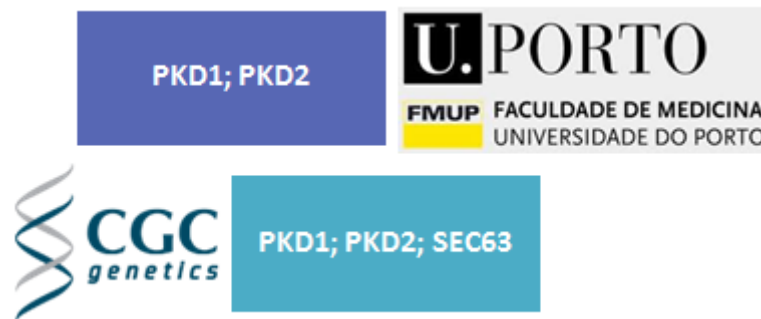 PKD1; PKD2
U. PORTO
FMUP FACULDADE DE MEDICINA
UNIVERSIDADE DO PORTO
CGC
genetics
PKD1; PKD2; SEC63